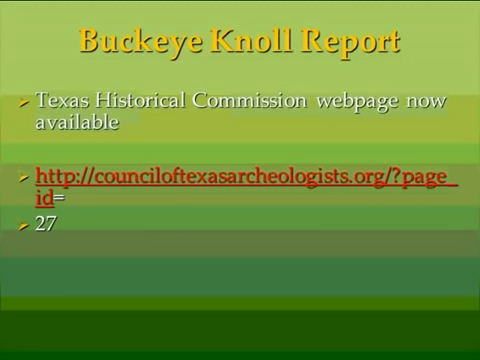 Buckeye Knoll Report
Texas Historical Commission webpage now
available
http://counciloftexasarcheologists.org/?page_
id=
27